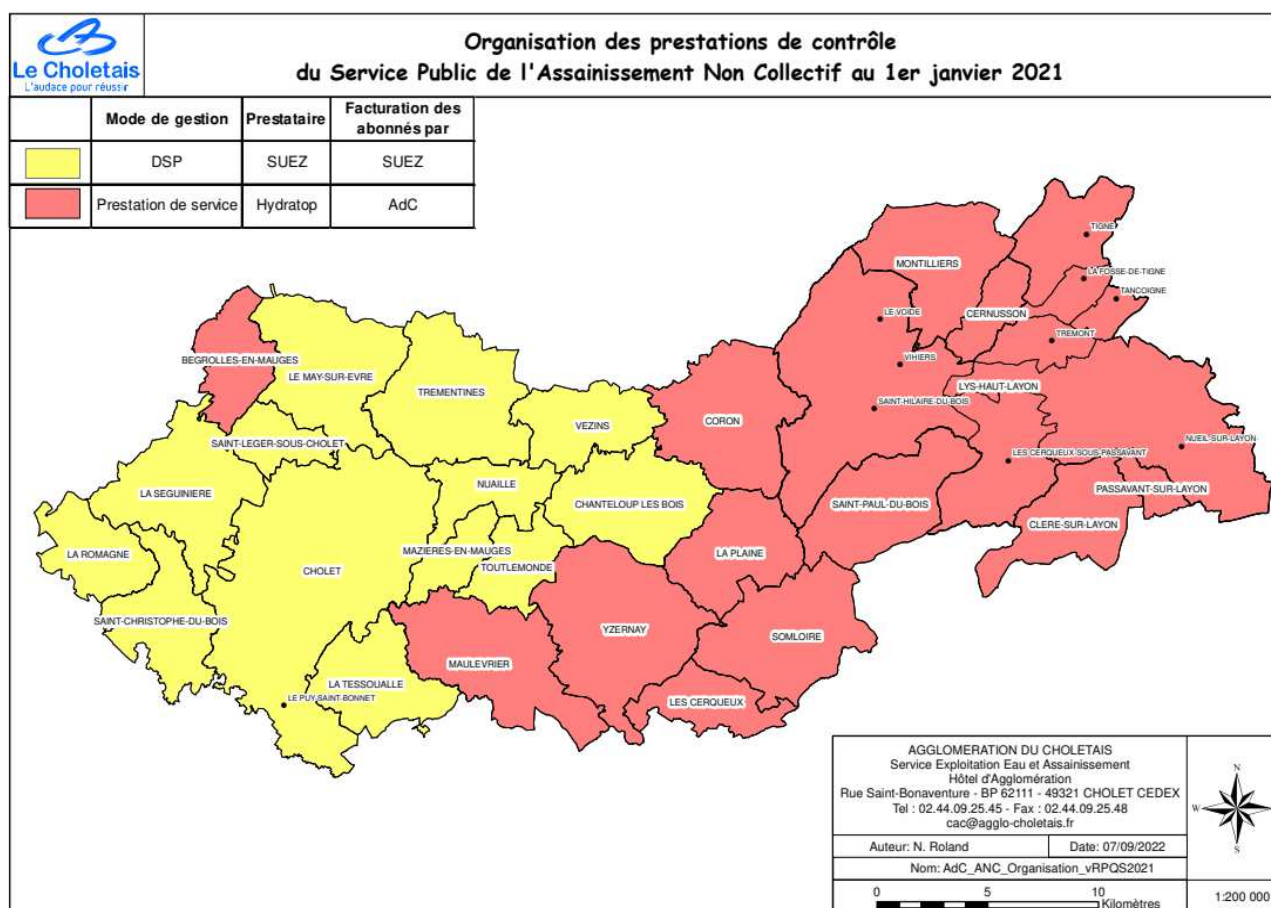 Le Choletais
L'audace pour réussir
Organisation des prestations de contrôle
du Service Public de l'Assainissement Non Collectif au 1er janvier 2021
Mode de gestion Prestataire Facturation des abonnés par
DSP SUEZ SUEZ
Prestation de service Hydratop AdC
TIGNE
MONTILLIERS
LA FOSSE-DE-TIGNE
TANCOIGNE
CERNUSSON
LE VOIDE
TREMONT
BEGROLLES-EN-MAUGES
VIHIERS
LE MAY-SUR-EVRE
LYS-HAUT-LAYON
TREMENTINES
SAINT-HILAIRE-DU-BOIS
CORON
VEZINS
SAINT-LEGER-SOUS-CHOLET
NUEIL-SUR-LAYON
LES CERQUEUX-SOUS-PASSAVANT
NUAILLE
PASSAVANT-SUR-LAYON
LA SEGUINIERE
CHANTELOUP LES BOIS
SAINT-PAUL-DU-BOIS
CLERE-SUR-LAYON
MAZIERES-EN-MAUGES
LA ROMAGNE
LA PLAINE
TOUTLEMONDE
CHOLET
SAINT-CHRISTOPHE-DU-BOIS
YZERNAY
SOMLOIRE
MAULEVRIER
LA TESSOUALLE
LE PUY-SAINT-BONNET
LES CERQUEUX
AGGLOMERATION DU CHOLETAIS
Service Exploitation Eau et Assainissement
Hôtel d'Agglomération
Rue Saint-Bonaventure - BP 62111 - 49321 CHOLET CEDEX
Tel : 02.44.09.25.45 - Fax : 02.44.09.25.48
cac@agglo-choletais.fr
Auteur: N. Roland Date: 07/09/2022
Nom: AdC_ANC_Organisation_vRPQS2021
N
W E
S
0 5 10
Kilomètres
1:200 000